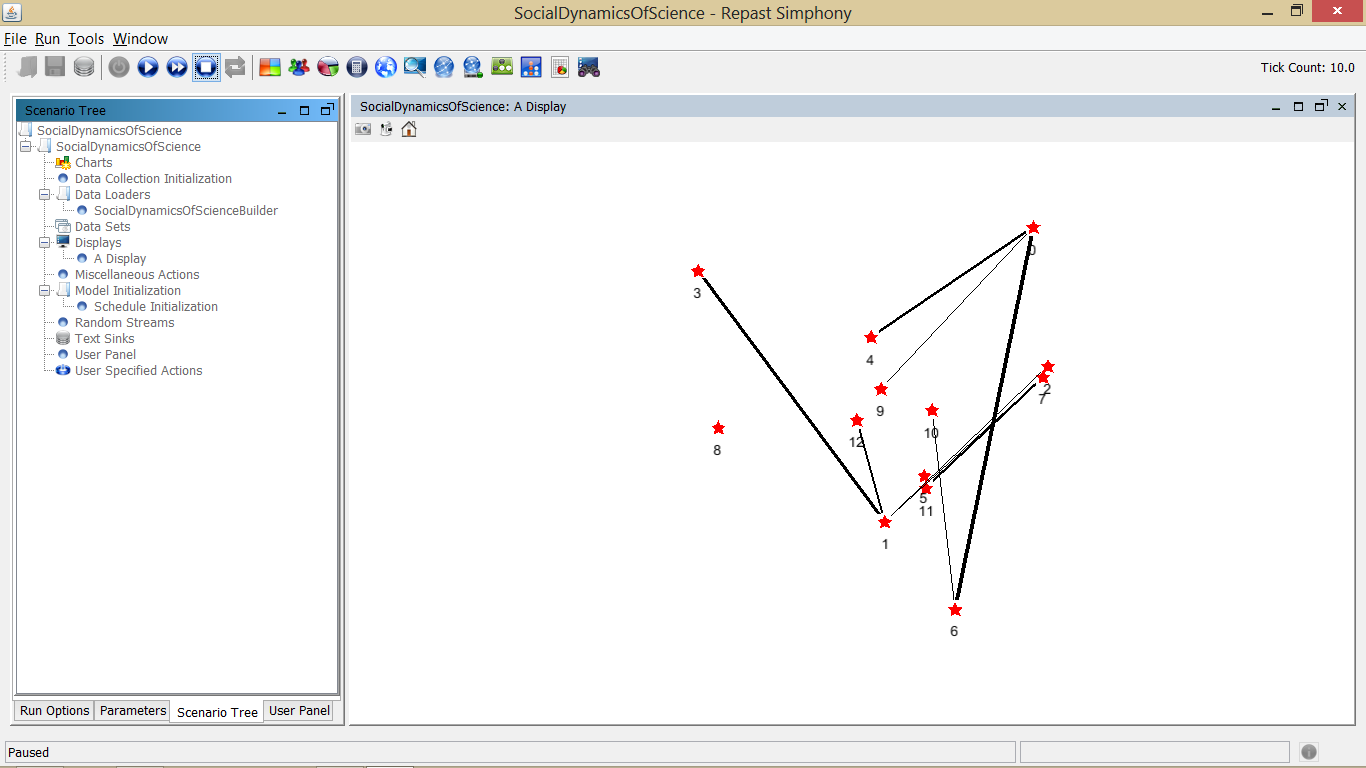 SocialDynamicsOfScience - Repast Simphony
File Run Tools Window
Tick Count: 10.0
Scenario Tree
SocialDynamicsOfScience
SocialDynamicsOfScience
Charts
Data Collection Initialization
Data Loaders
SocialDynamicsOfScienceBuilder
Data Sets
Displays
A Display
Miscellaneous Actions
Model Initialization
Schedule Initialization
Random Streams
Text Sinks
User Panel
User Specified Actions
Run Options Parameters Scenario Tree User Panel
SocialDynamicsOfScience: A Display
0
3
4
2
7
9
10
12
8
5
11
1
6
Paused